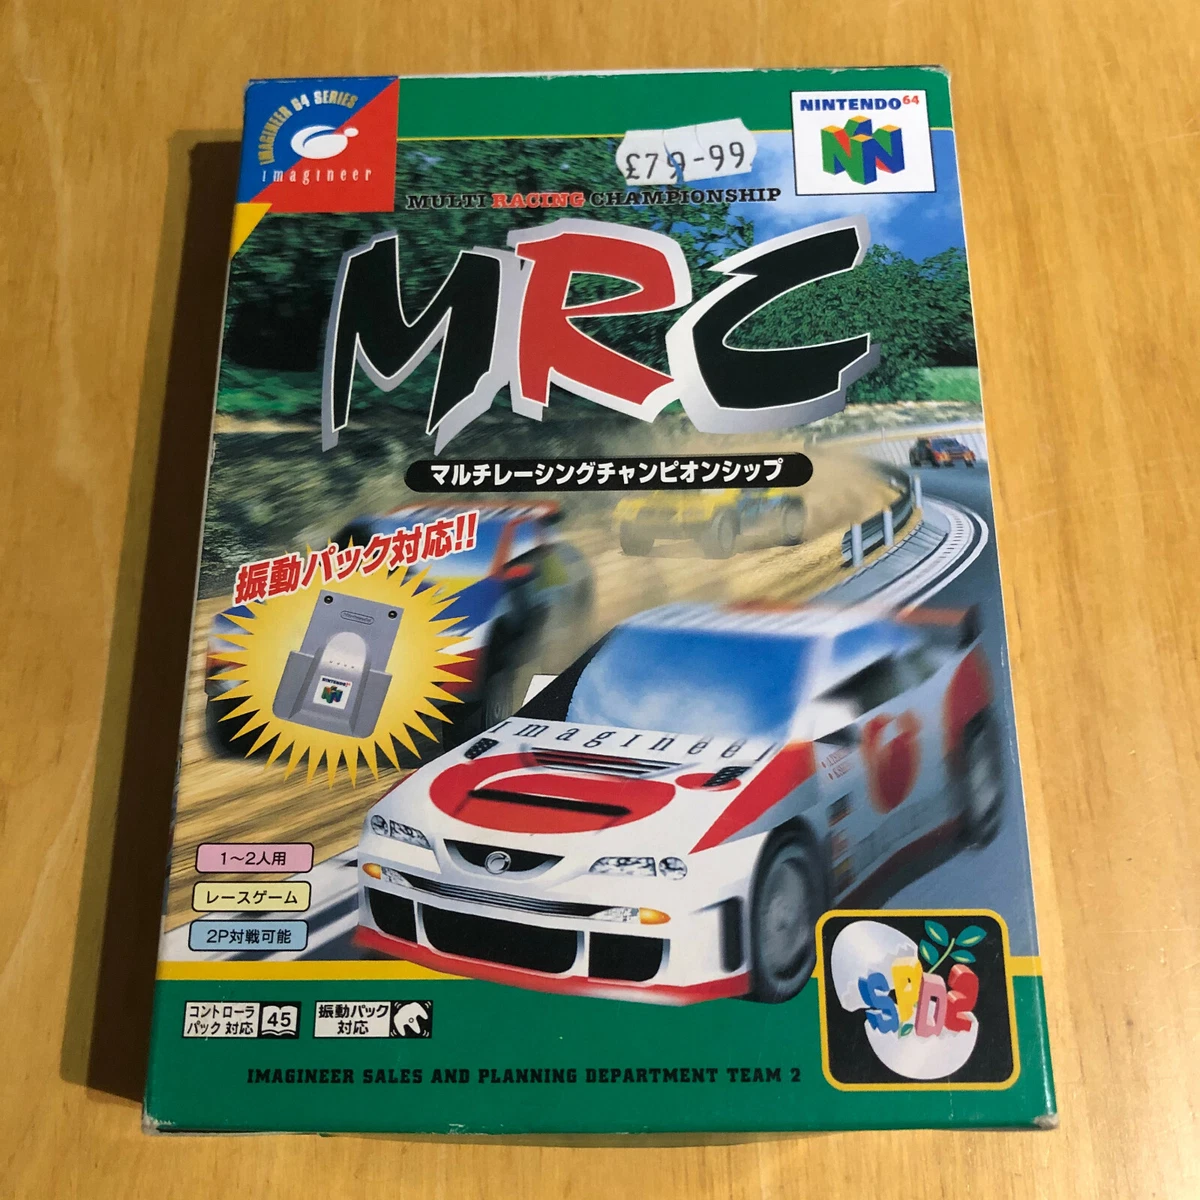 IMAGINEER 64 SERIES
imagineer
NINTENDO64
£79-99
MULTI RACING CHAMPIONSHIP
MRC
マルチレーシングチャンピオンシップ
振動パック対応!!
Nintendo
NINTENDO64
imagineer
1〜2人用
レースゲーム
2P対戦可能
S.P.D2
コントローラ
パック 対応
45
振動パック
対応
IMAGINEER SALES AND PLANNING DEPARTMENT TEAM 2